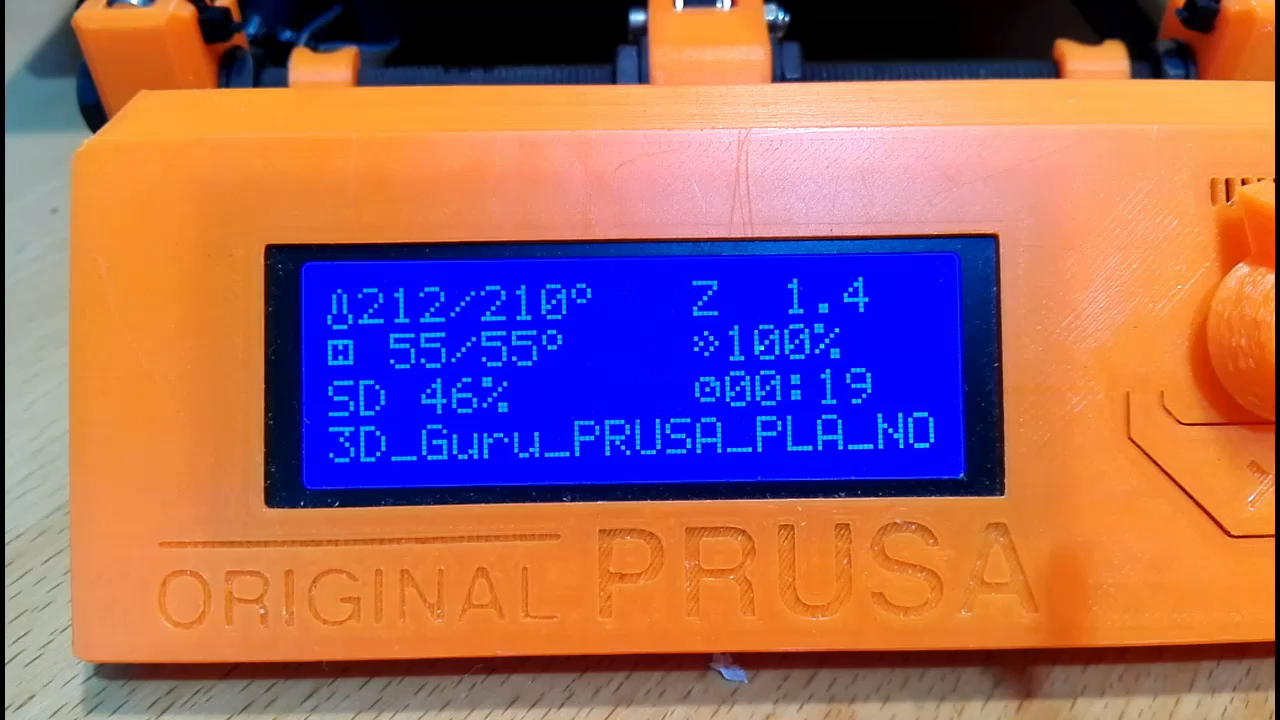 212/210° Z 1.4
55/55° 100%
SD 46% 00:19
3D_Guru_PRUSA_PLA_NO
ORIGINAL PRUSA